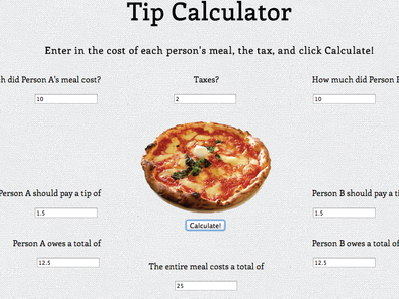 Tip Calculator
Enter in the cost of each person's meal, the tax, and click Calculate!
h did Person A's meal cost? Taxes? How much did Person
10 2 10
Person A should pay a tip of Person B should pay a ti
1.5 1.5
Calculate!
Person A owes a total of Person B owes a total of
12.5 12.5
The entire meal costs a total of
25